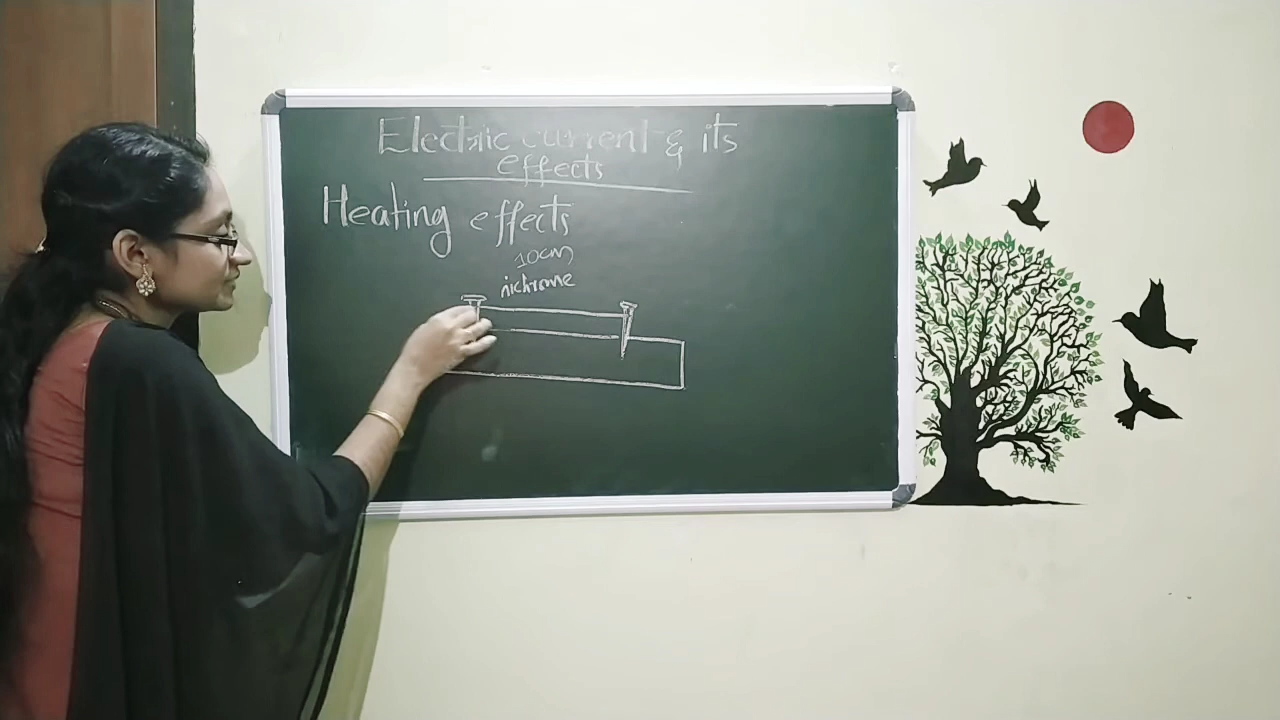 Electric current & its
effects
Heating effects
10cm
nichrome